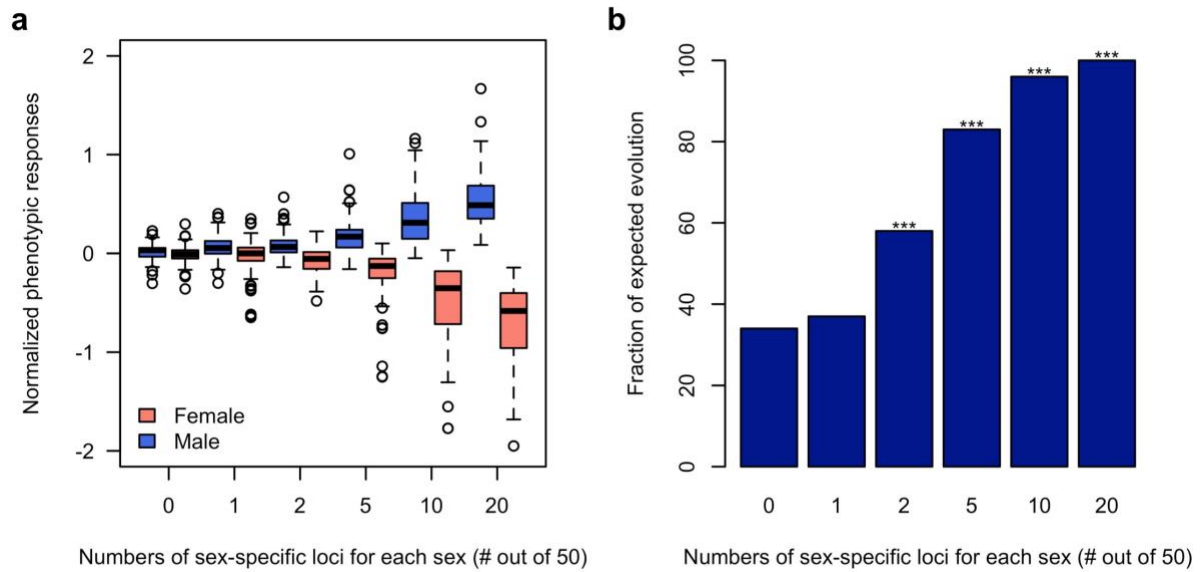 a
Normalized phenotypic responses
2
1
0
-1
-2
Female
Male
0 1 2 5 10 20
Numbers of sex-specific loci for each sex (# out of 50)
b
Fraction of expected evolution
100
80
60
40
20
0
***
***
***
***
0 1 2 5 10 20
Numbers of sex-specific loci for each sex (# out of 50)